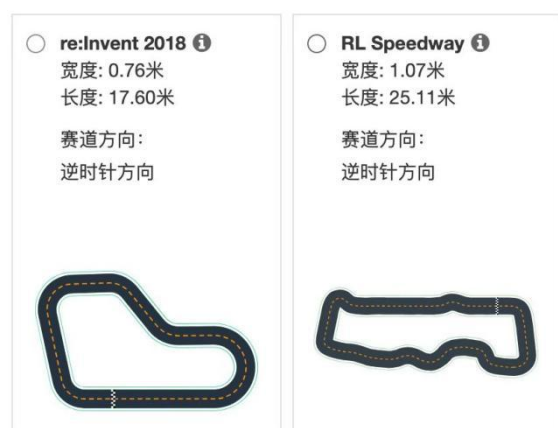 re:Invent 2018
宽度: 0.76米
长度: 17.60米
赛道方向:
逆时针方向
RL Speedway
宽度: 1.07米
长度: 25.11米
赛道方向:
逆时针方向